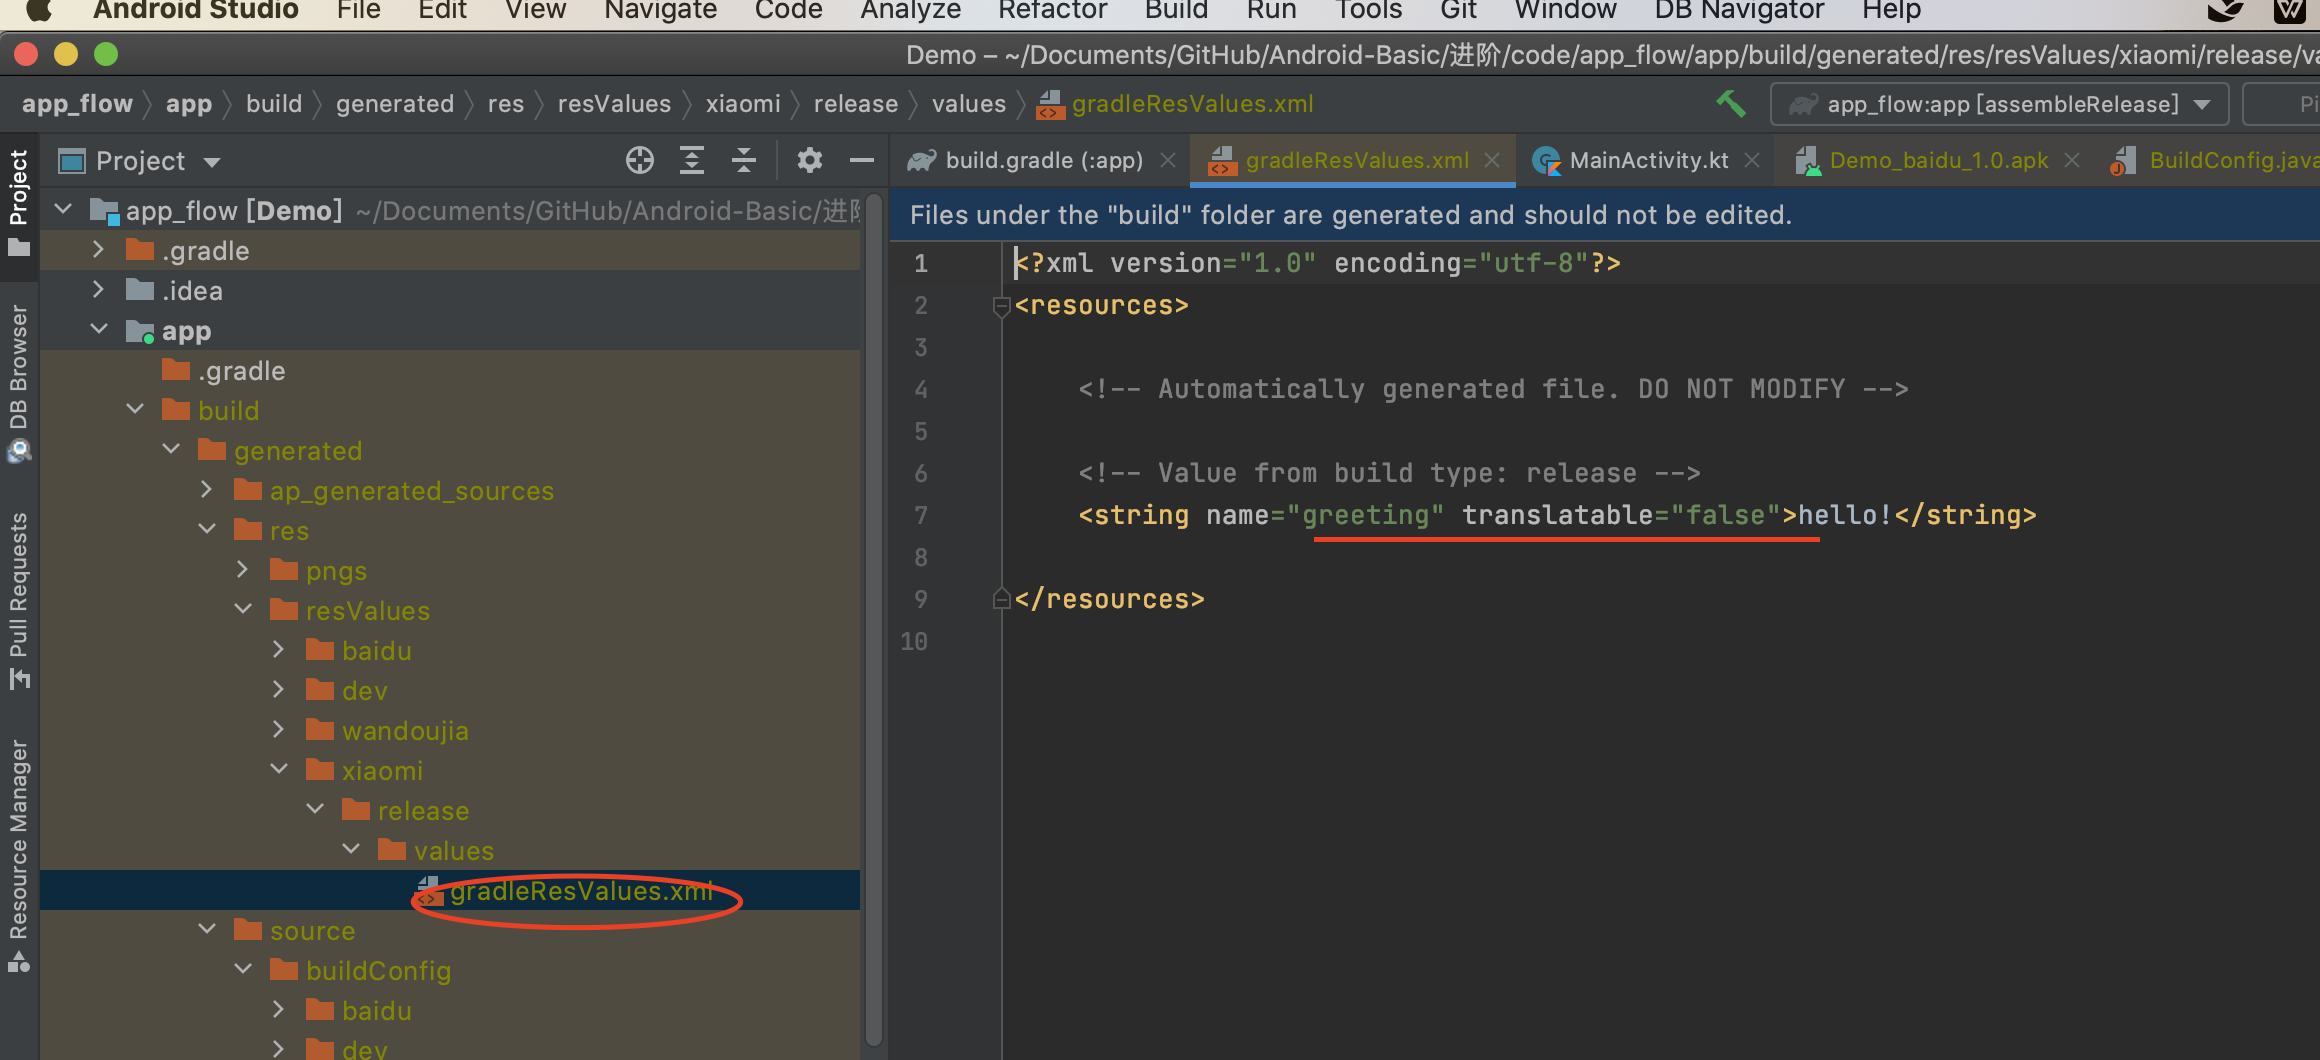 Android Studio File Edit View Navigate Code Analyze Refactor Build Run Tools Git Window DB Navigator Help
Demo – ~/Documents/GitHub/Android-Basic/进阶/code/app_flow/app/build/generated/res/resValues/xiaomi/release/va
app_flow app build generated res resValues xiaomi release values gradleResValues.xml app_flow:app [assembleRelease] Pi
Project
build.gradle (:app) gradleResValues.xml MainActivity.kt Demo_baidu_1.0.apk BuildConfig.java
Project
DB Browser
Pull Requests
Resource Manager
app_flow [Demo] ~/Documents/GitHub/Android-Basic/进阶
.gradle
.idea
app
.gradle
build
generated
ap_generated_sources
res
pngs
resValues
baidu
dev
wandoujia
xiaomi
release
values
gradleResValues.xml
source
buildConfig
baidu
dev
Files under the "build" folder are generated and should not be edited.
1 <?xml version="1.0" encoding="utf-8"?>
2 <resources>
3
4 <!-- Automatically generated file. DO NOT MODIFY -->
5
6 <!-- Value from build type: release -->
7 <string name="greeting" translatable="false">hello!</string>
8
9 </resources>
10